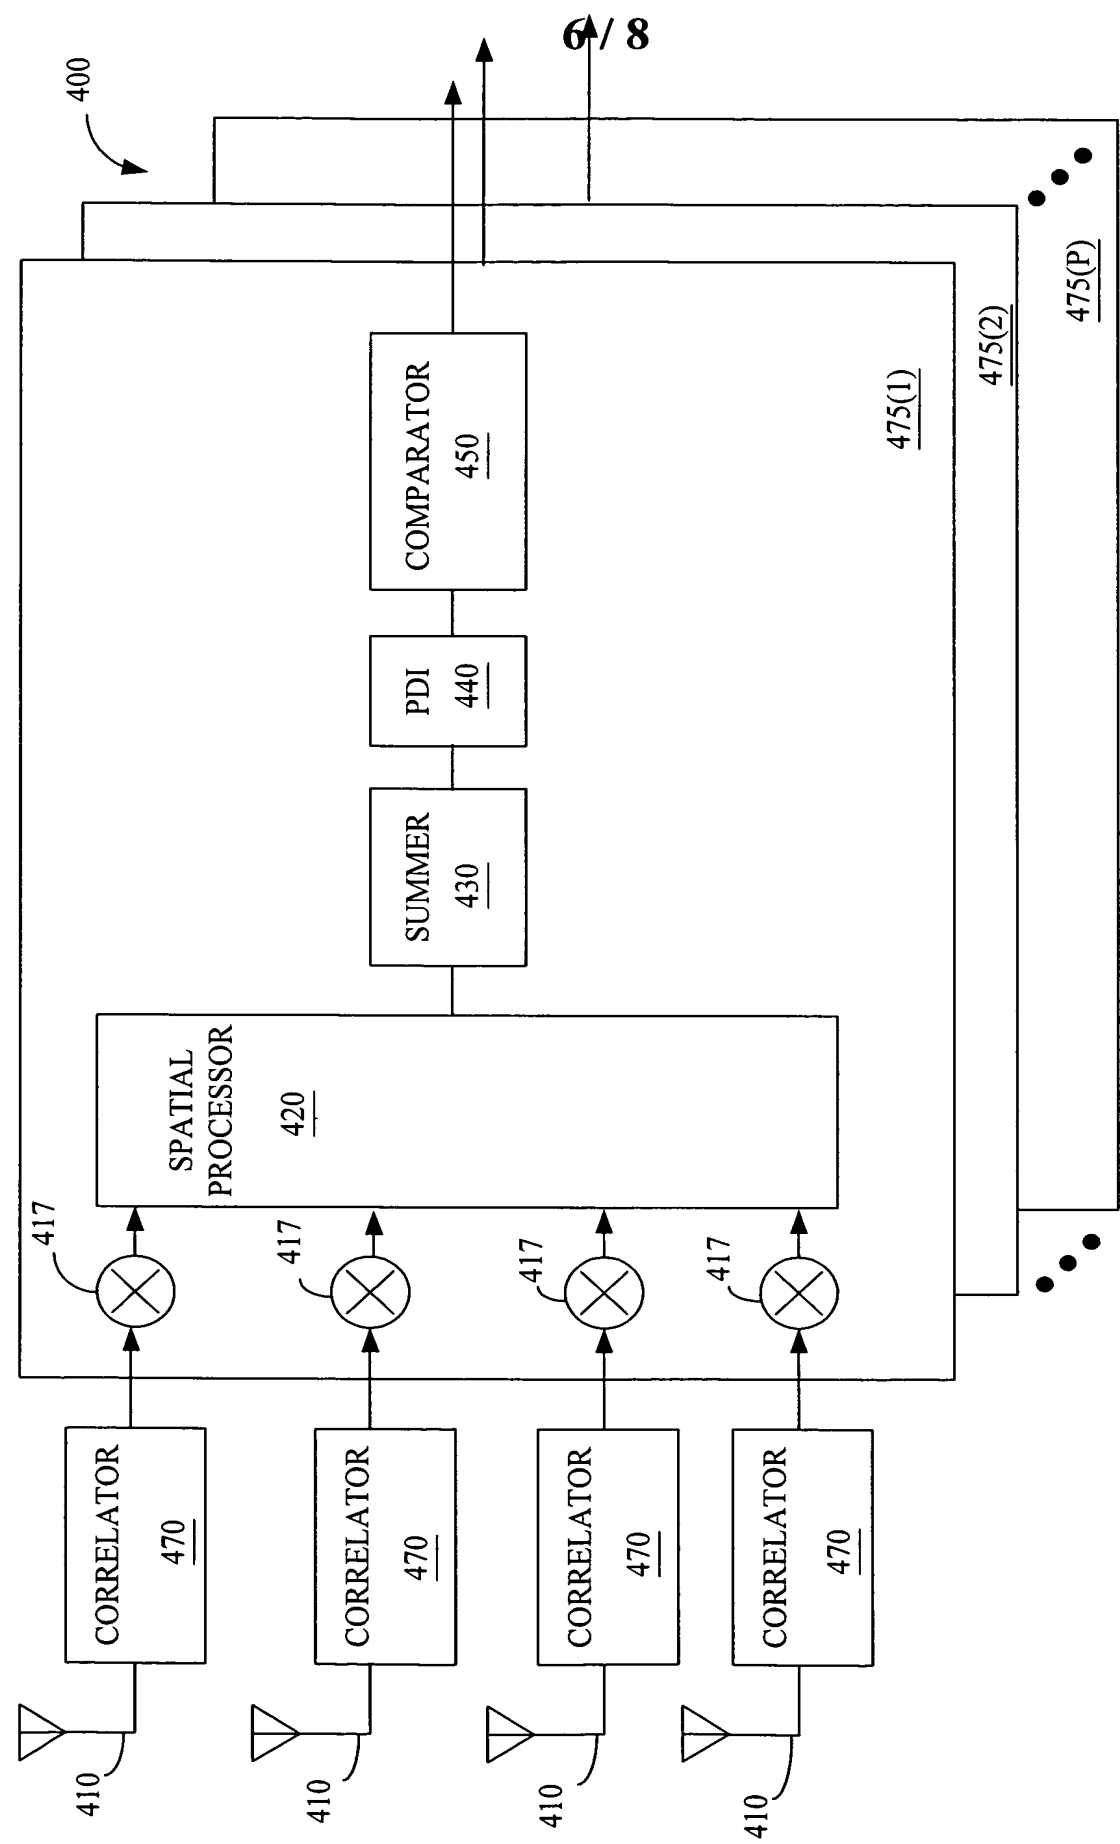 6 / 8
400
410
CORRELATOR
470
417
410
CORRELATOR
470
417
410
CORRELATOR
470
417
410
CORRELATOR
470
417
SPATIAL
PROCESSOR
420
SUMMER
430
PDI
440
COMPARATOR
450
475(1)
475(2)
475(P)